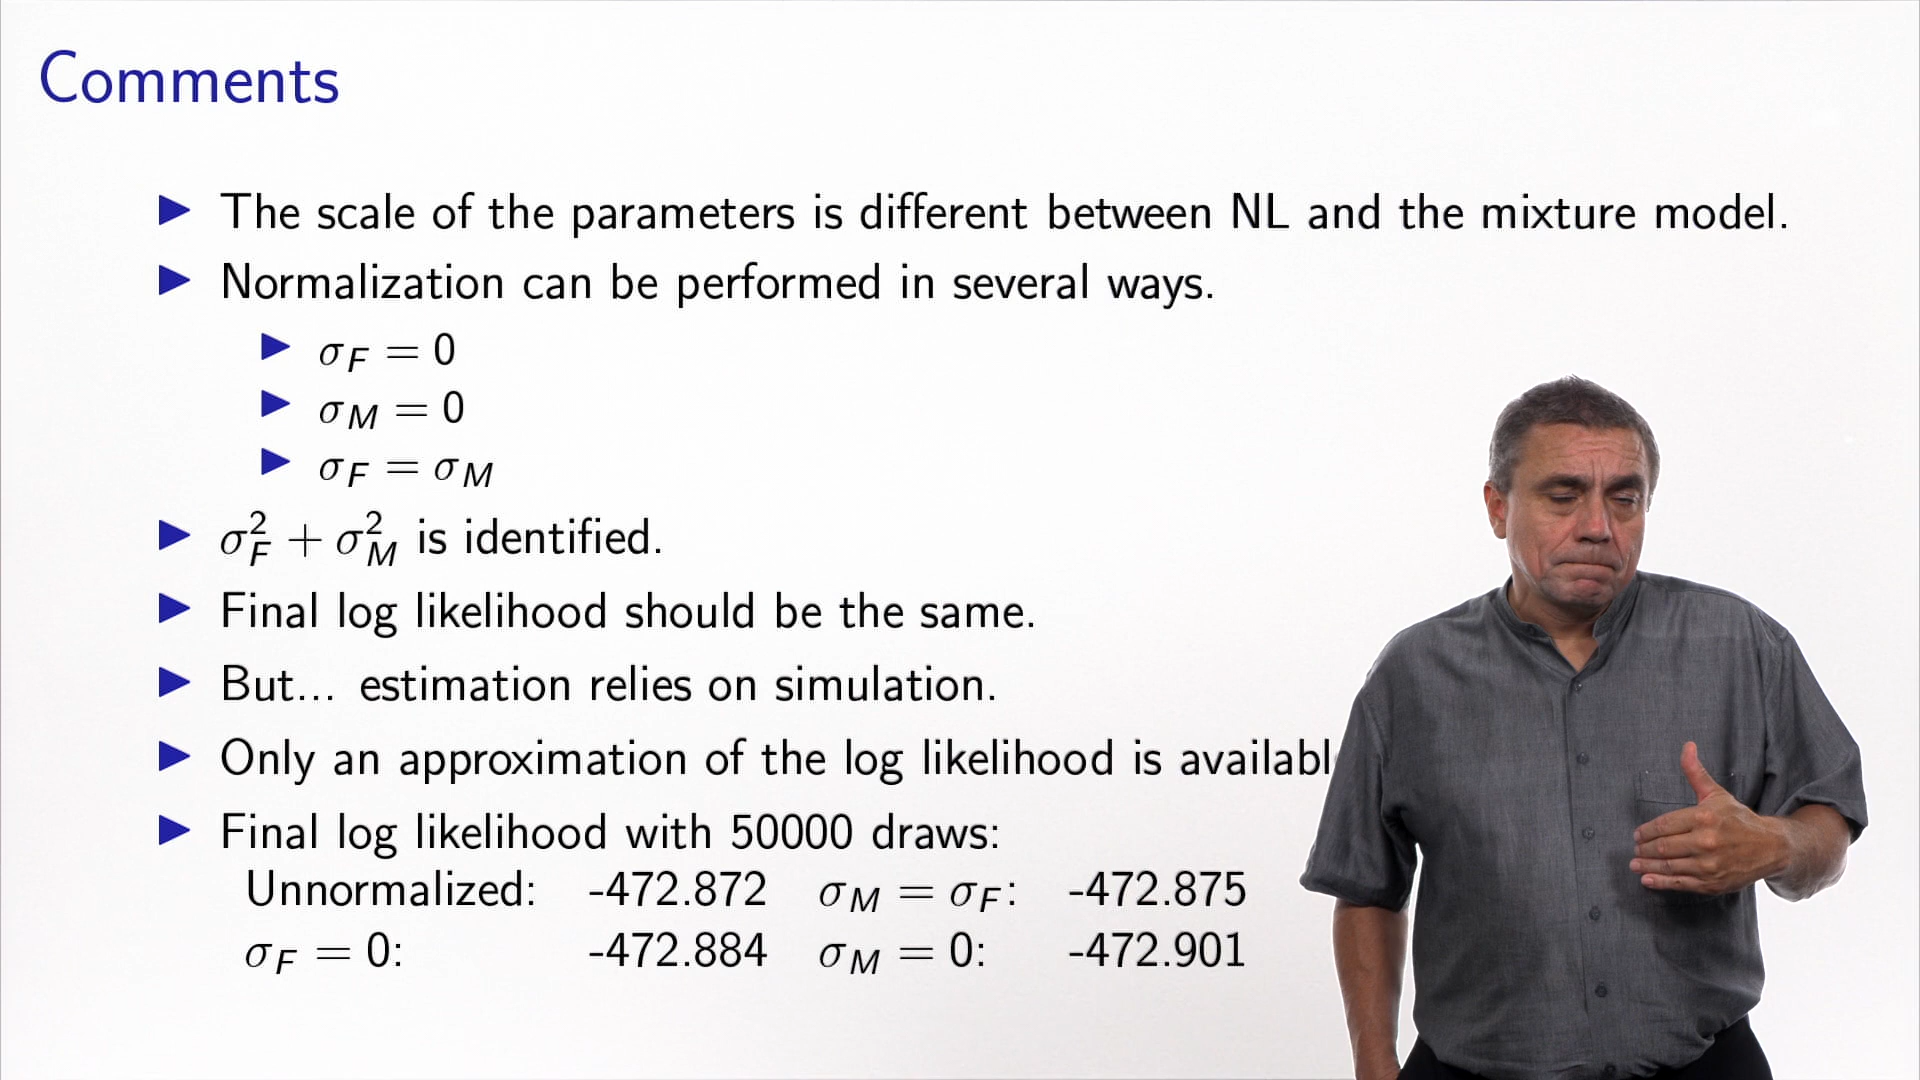 Comments
▶ The scale of the parameters is different between NL and the mixture model.
▶ Normalization can be performed in several ways.
▶ σ_F = 0
▶ σ_M = 0
▶ σ_F = σ_M
▶ σ_F^2 + σ_M^2 is identified.
▶ Final log likelihood should be the same.
▶ But... estimation relies on simulation.
▶ Only an approximation of the log likelihood is availabl
▶ Final log likelihood with 50000 draws:
Unnormalized: -472.872 σ_M = σ_F: -472.875
σ_F = 0: -472.884 σ_M = 0: -472.901